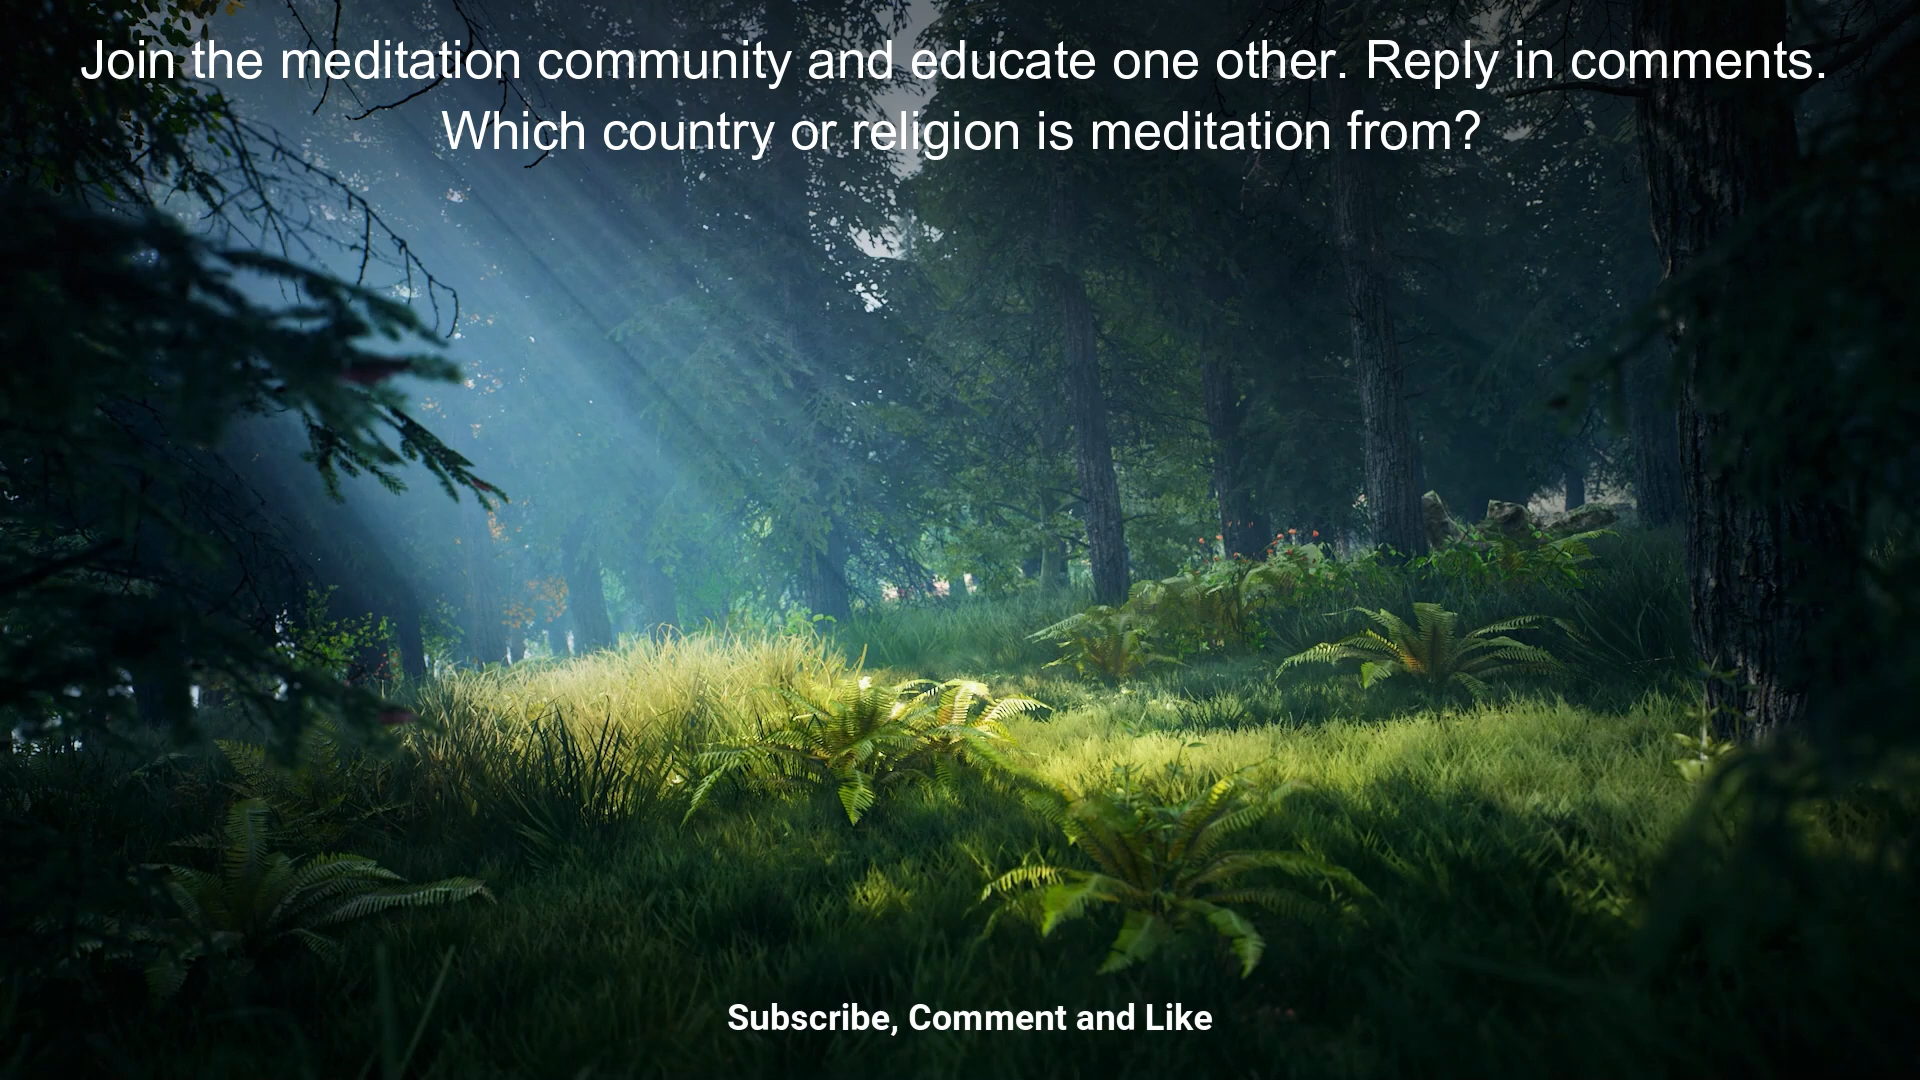 Join the meditation community and educate one other. Reply in comments.
Which country or religion is meditation from?
Subscribe, Comment and Like